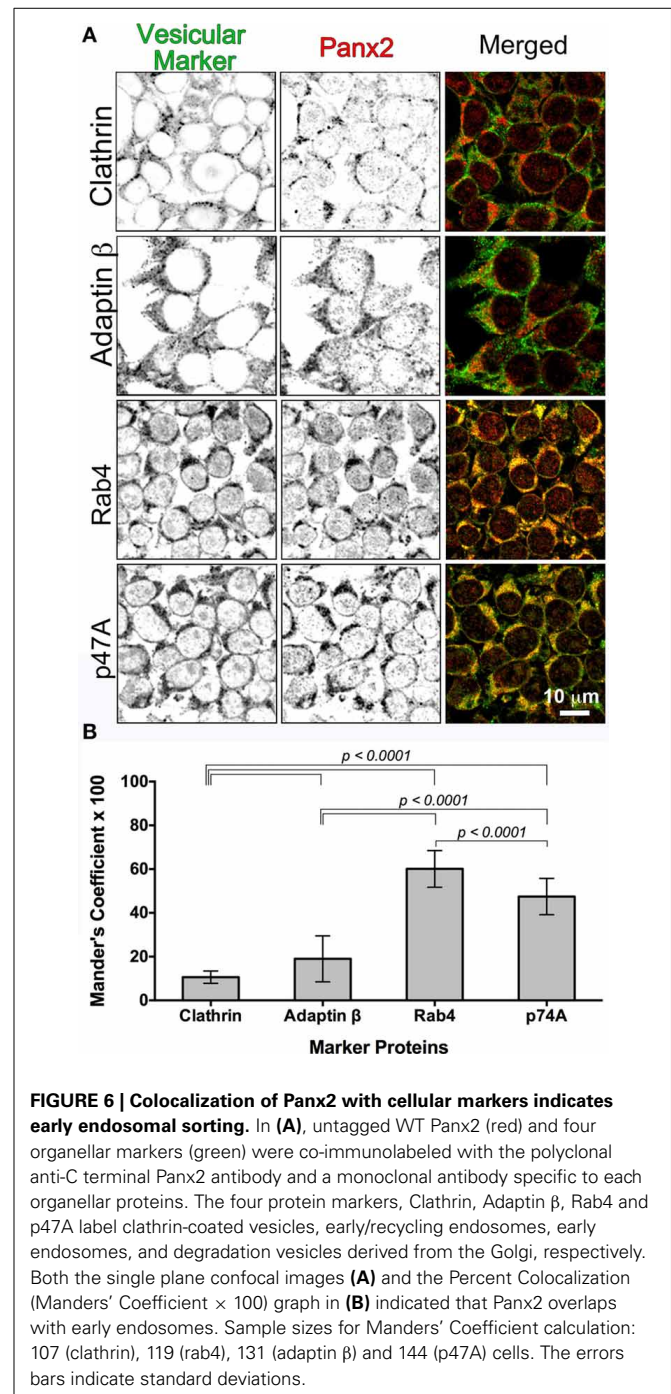 A
Vesicular
Marker
Panx2
Merged
Clathrin
Adaptin β
Rab4
p47A
10 μm
B
p < 0.0001
p < 0.0001
p < 0.0001
Mander's Coefficient x 100
100
80
60
40
20
0
Clathrin Adaptin β Rab4 p74A
Marker Proteins
FIGURE 6 | Colocalization of Panx2 with cellular markers indicates
early endosomal sorting. In (A), untagged WT Panx2 (red) and four
organellar markers (green) were co-immunolabeled with the polyclonal
anti-C terminal Panx2 antibody and a monoclonal antibody specific to each
organellar proteins. The four protein markers, Clathrin, Adaptin β, Rab4 and
p47A label clathrin-coated vesicles, early/recycling endosomes, early
endosomes, and degradation vesicles derived from the Golgi, respectively.
Both the single plane confocal images (A) and the Percent Colocalization
(Manders' Coefficient × 100) graph in (B) indicated that Panx2 overlaps
with early endosomes. Sample sizes for Manders' Coefficient calculation:
107 (clathrin), 119 (rab4), 131 (adaptin β) and 144 (p47A) cells. The errors
bars indicate standard deviations.